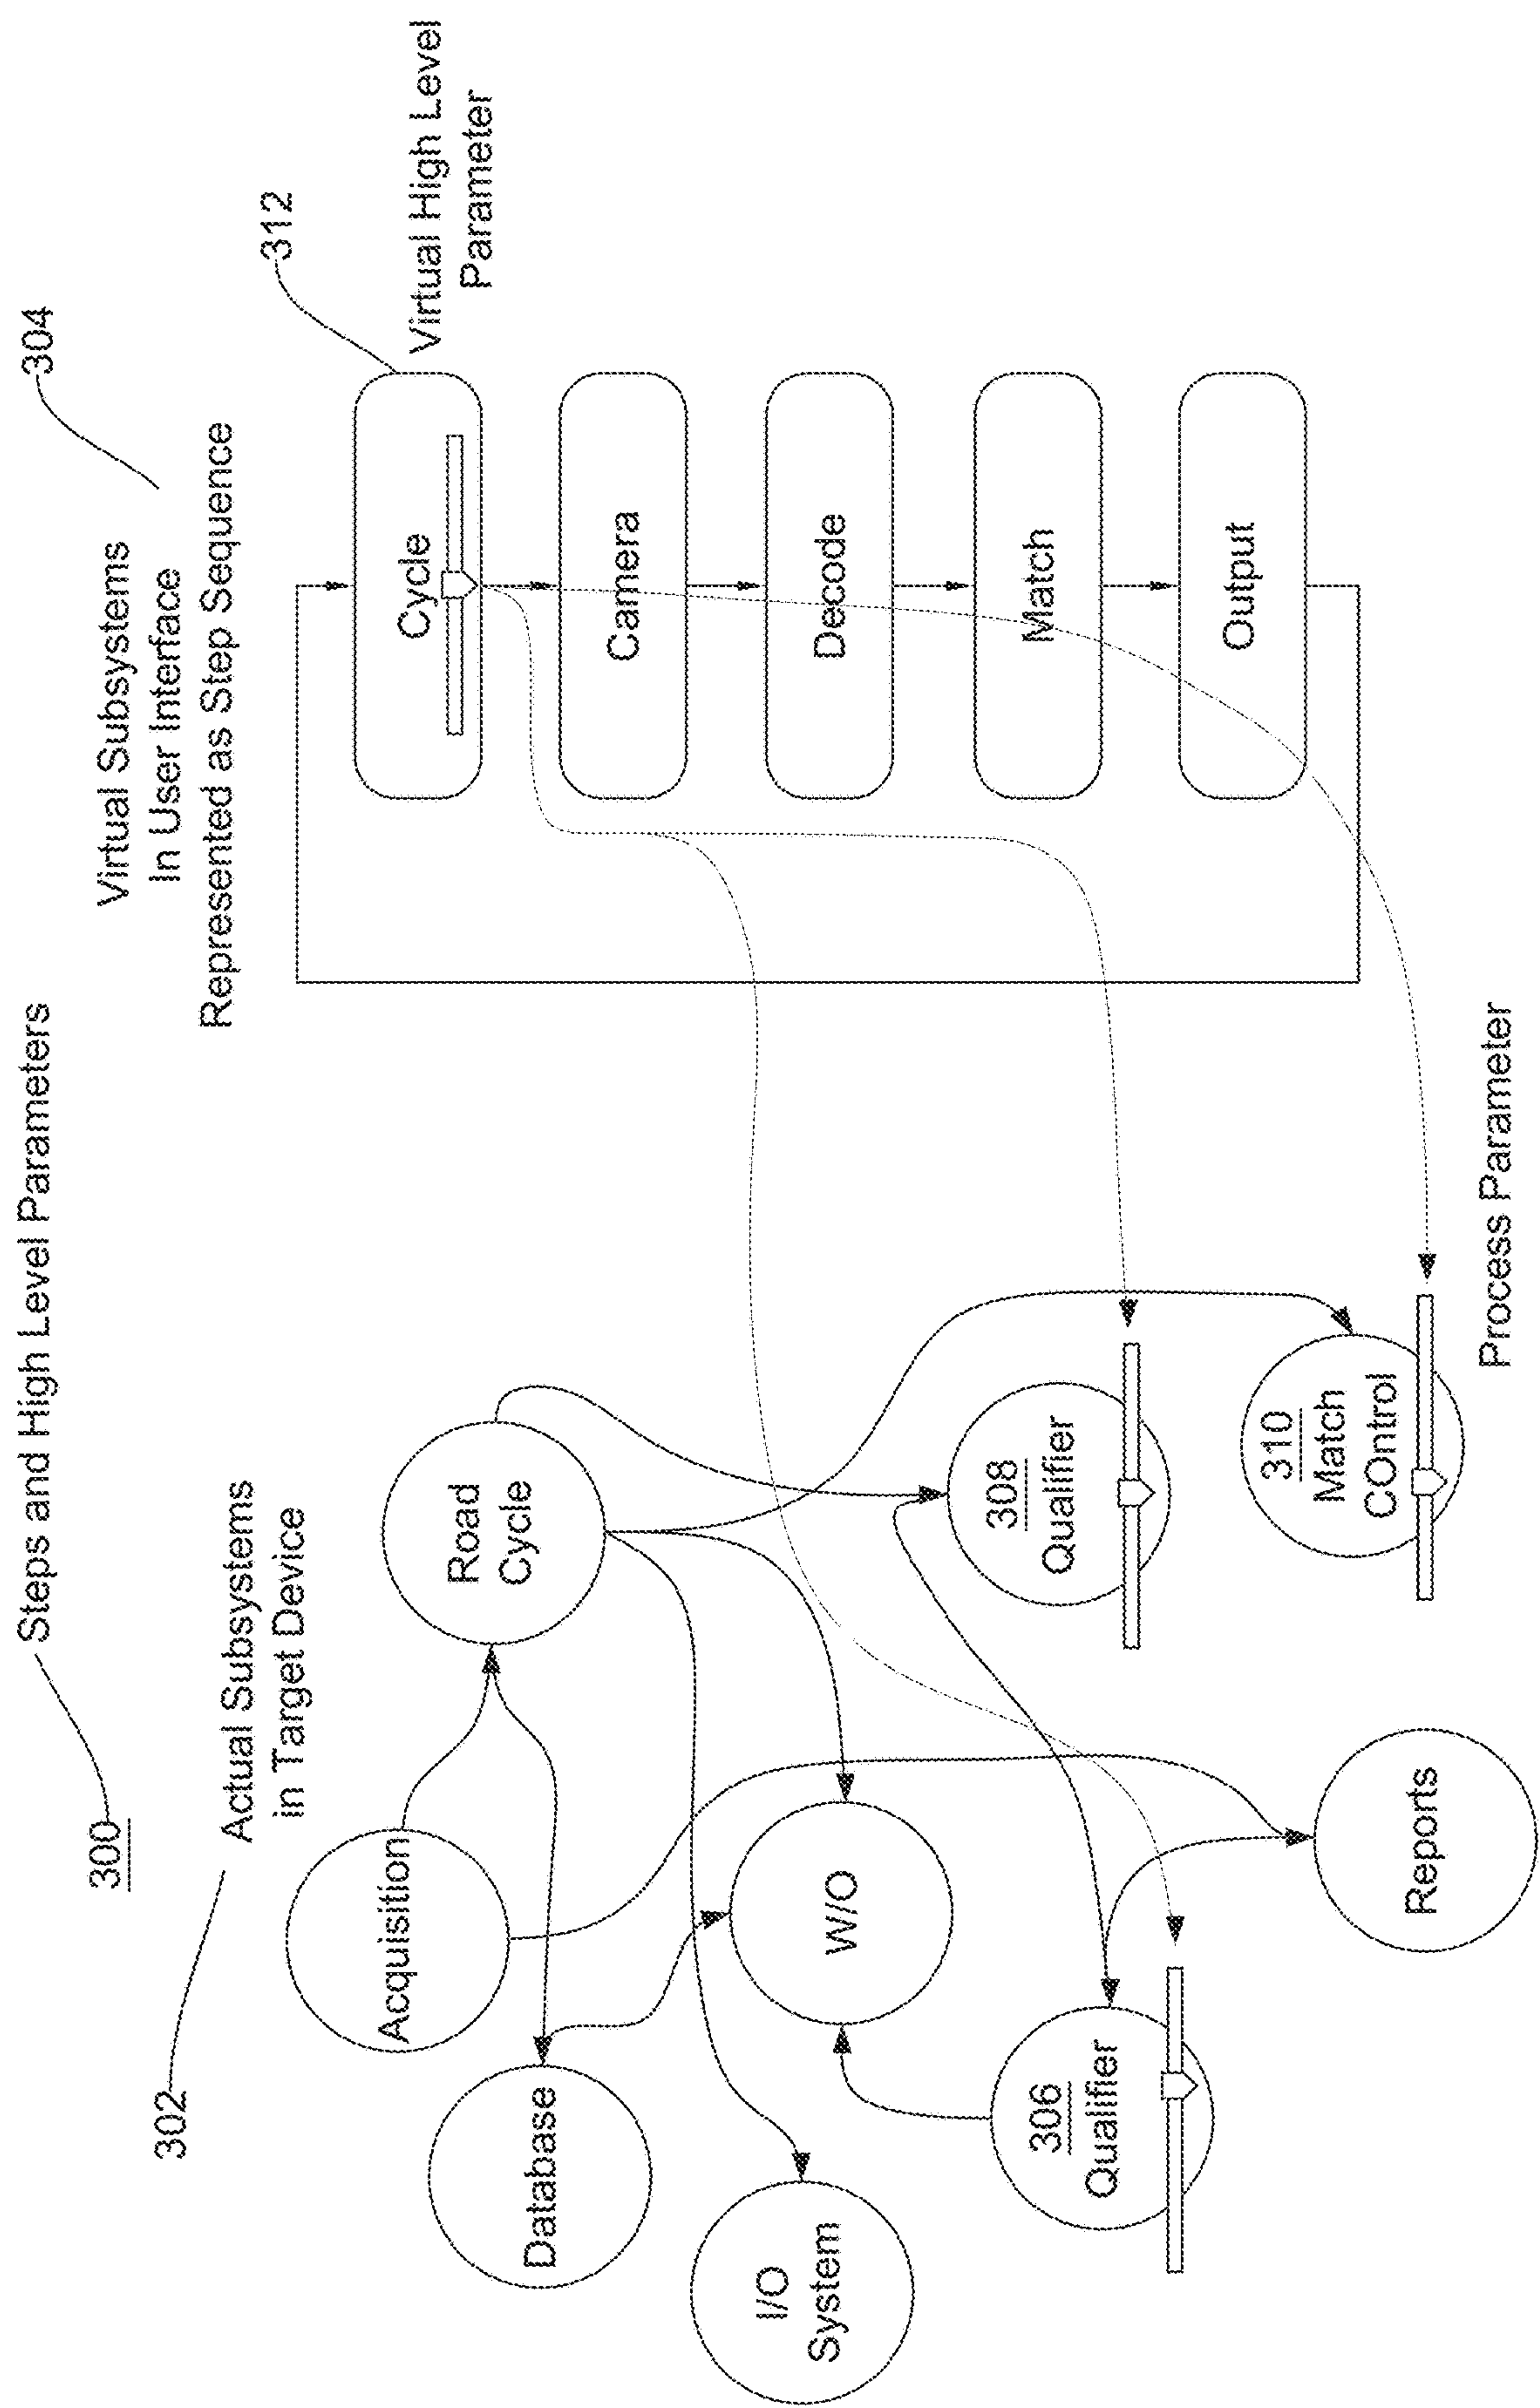 300
Steps and High Level Parameters
302
Actual Subsystems
in Target Device
304
Virtual Subsystems
In User Interface
Represented as Step Sequence
312
Virtual High Level
Parameter
Acquisition
Road
Cycle
Database
I/O
System
W/O
306
Qualifier
308
Qualifier
310
Match
COntrol
Reports
Process Parameter
Cycle
Camera
Decode
Match
Output